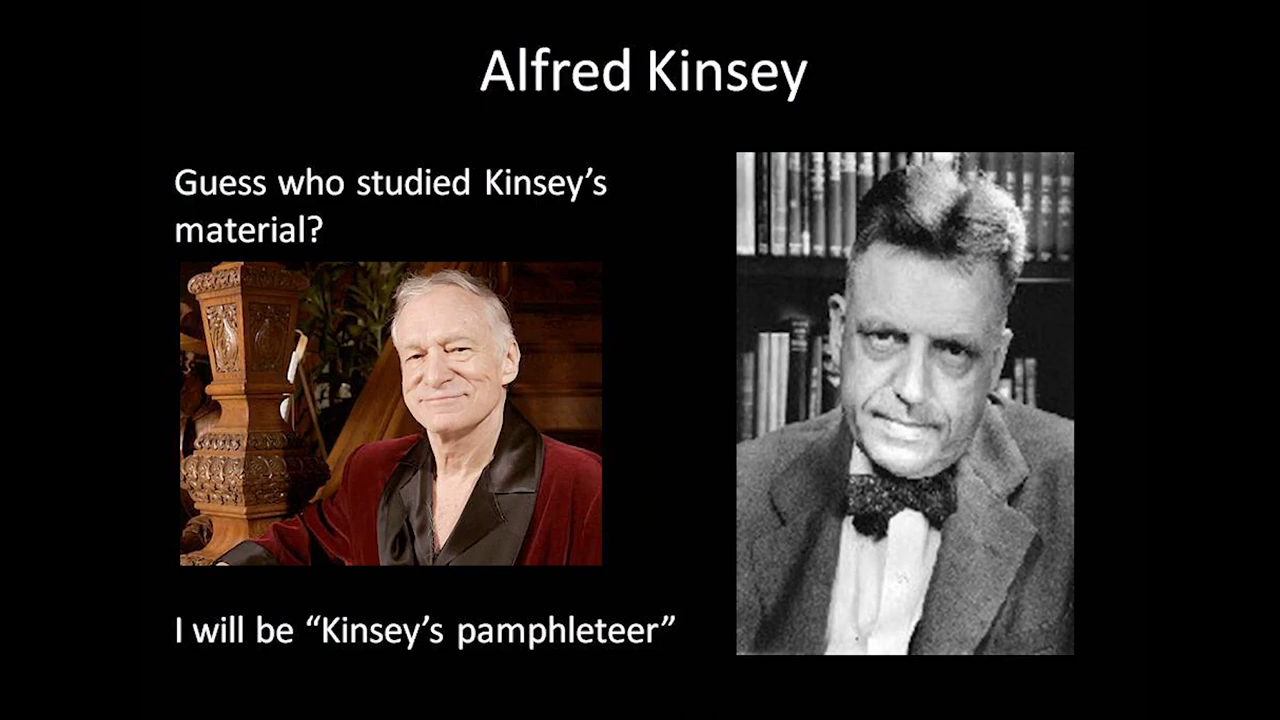 Alfred Kinsey
Guess who studied Kinsey’s
material?
I will be “Kinsey’s pamphleteer”